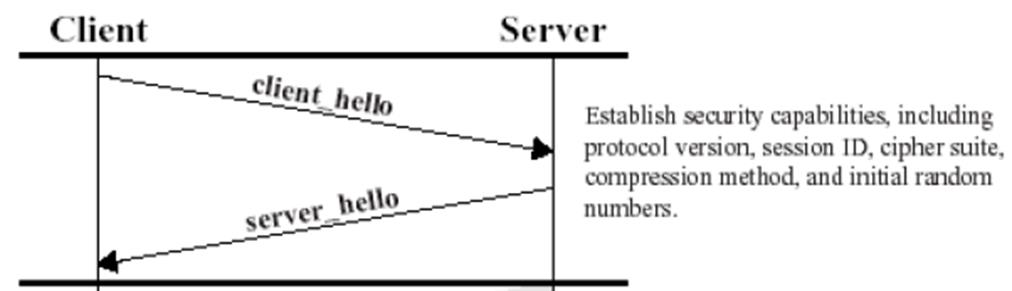 Client
Server
client_hello
Establish security capabilities, including
protocol version, session ID, cipher suite,
compression method, and initial random
numbers.
server_hello